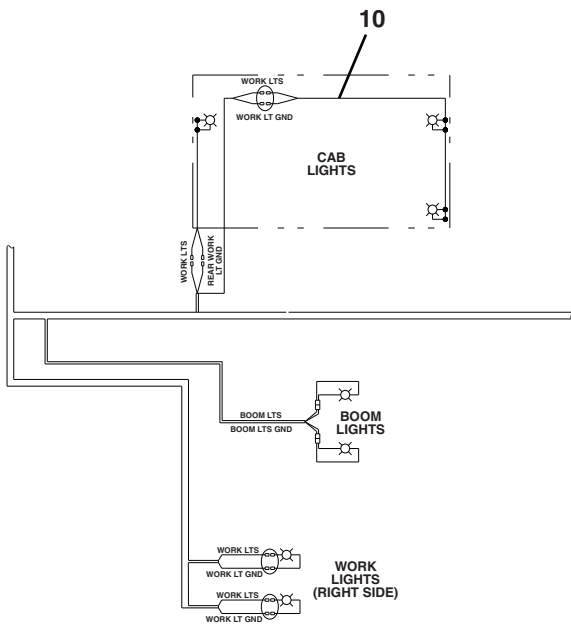 10
WORK LTS
WORK LT GND
CAB
LIGHTS
WORK LTS
REAR WORK
LT GND
BOOM LTS
BOOM LTS GND
BOOM
LIGHTS
WORK LTS
WORK LT GND
WORK
LIGHTS
(RIGHT SIDE)
WORK LTS
WORK LT GND